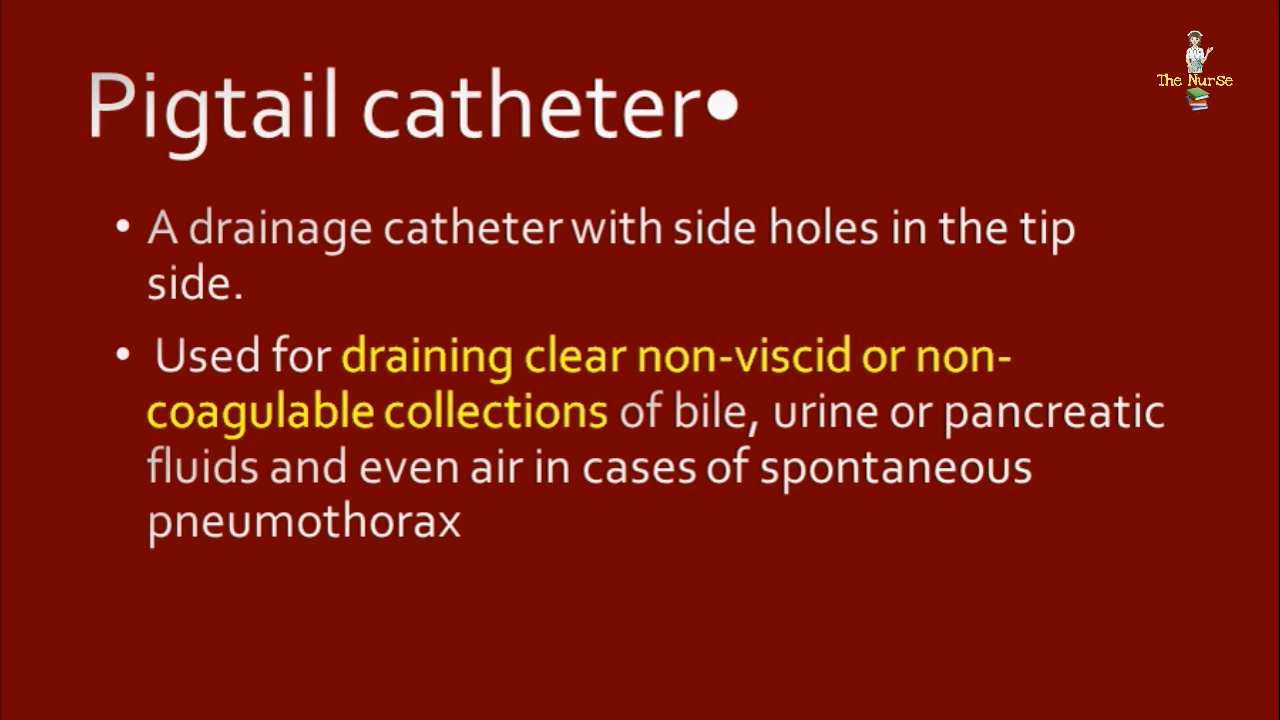 The Nurse
Pigtail catheter•
• A drainage catheter with side holes in the tip
side.
• Used for draining clear non-viscid or non-
coagulable collections of bile, urine or pancreatic
fluids and even air in cases of spontaneous
pneumothorax